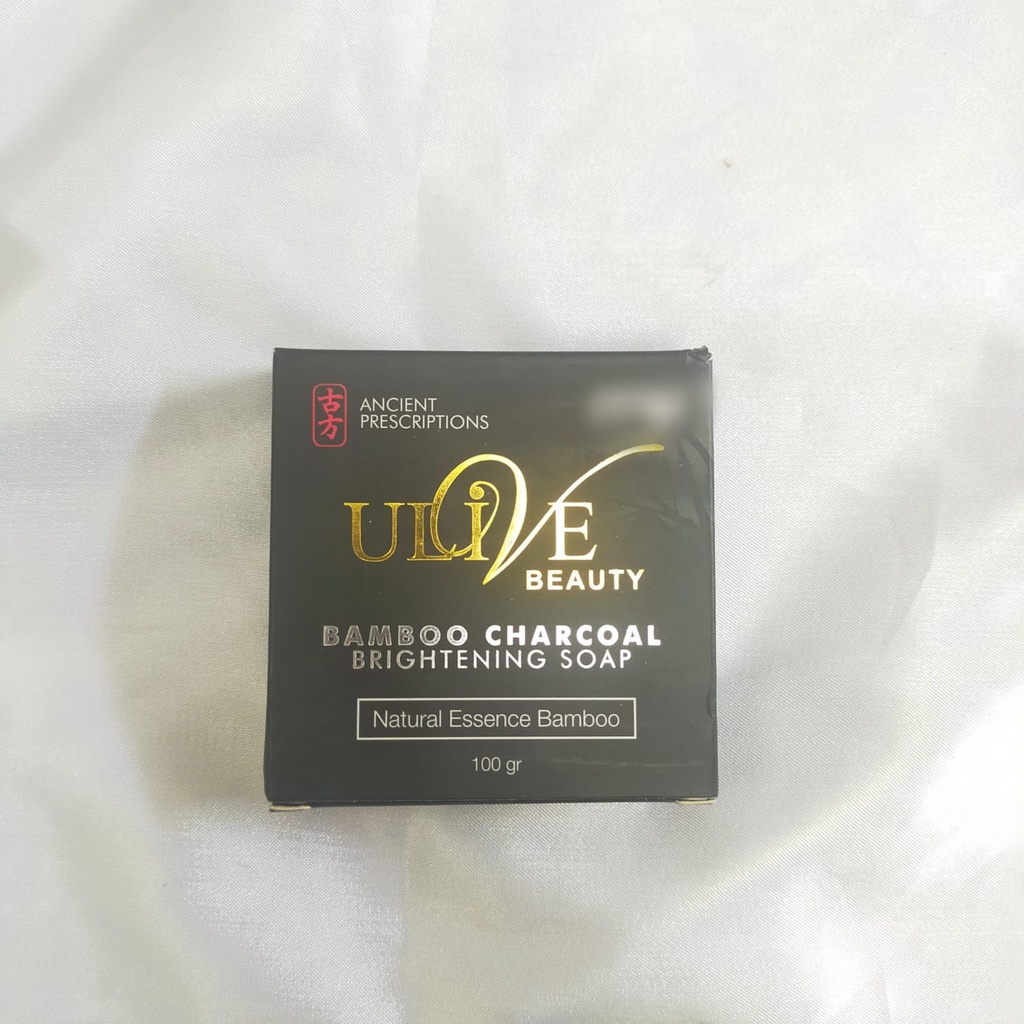 古方
ANCIENT
PRESCRIPTIONS
ULiVE
BEAUTY
BAMBOO CHARCOAL
BRIGHTENING SOAP
Natural Essence Bamboo
100 gr